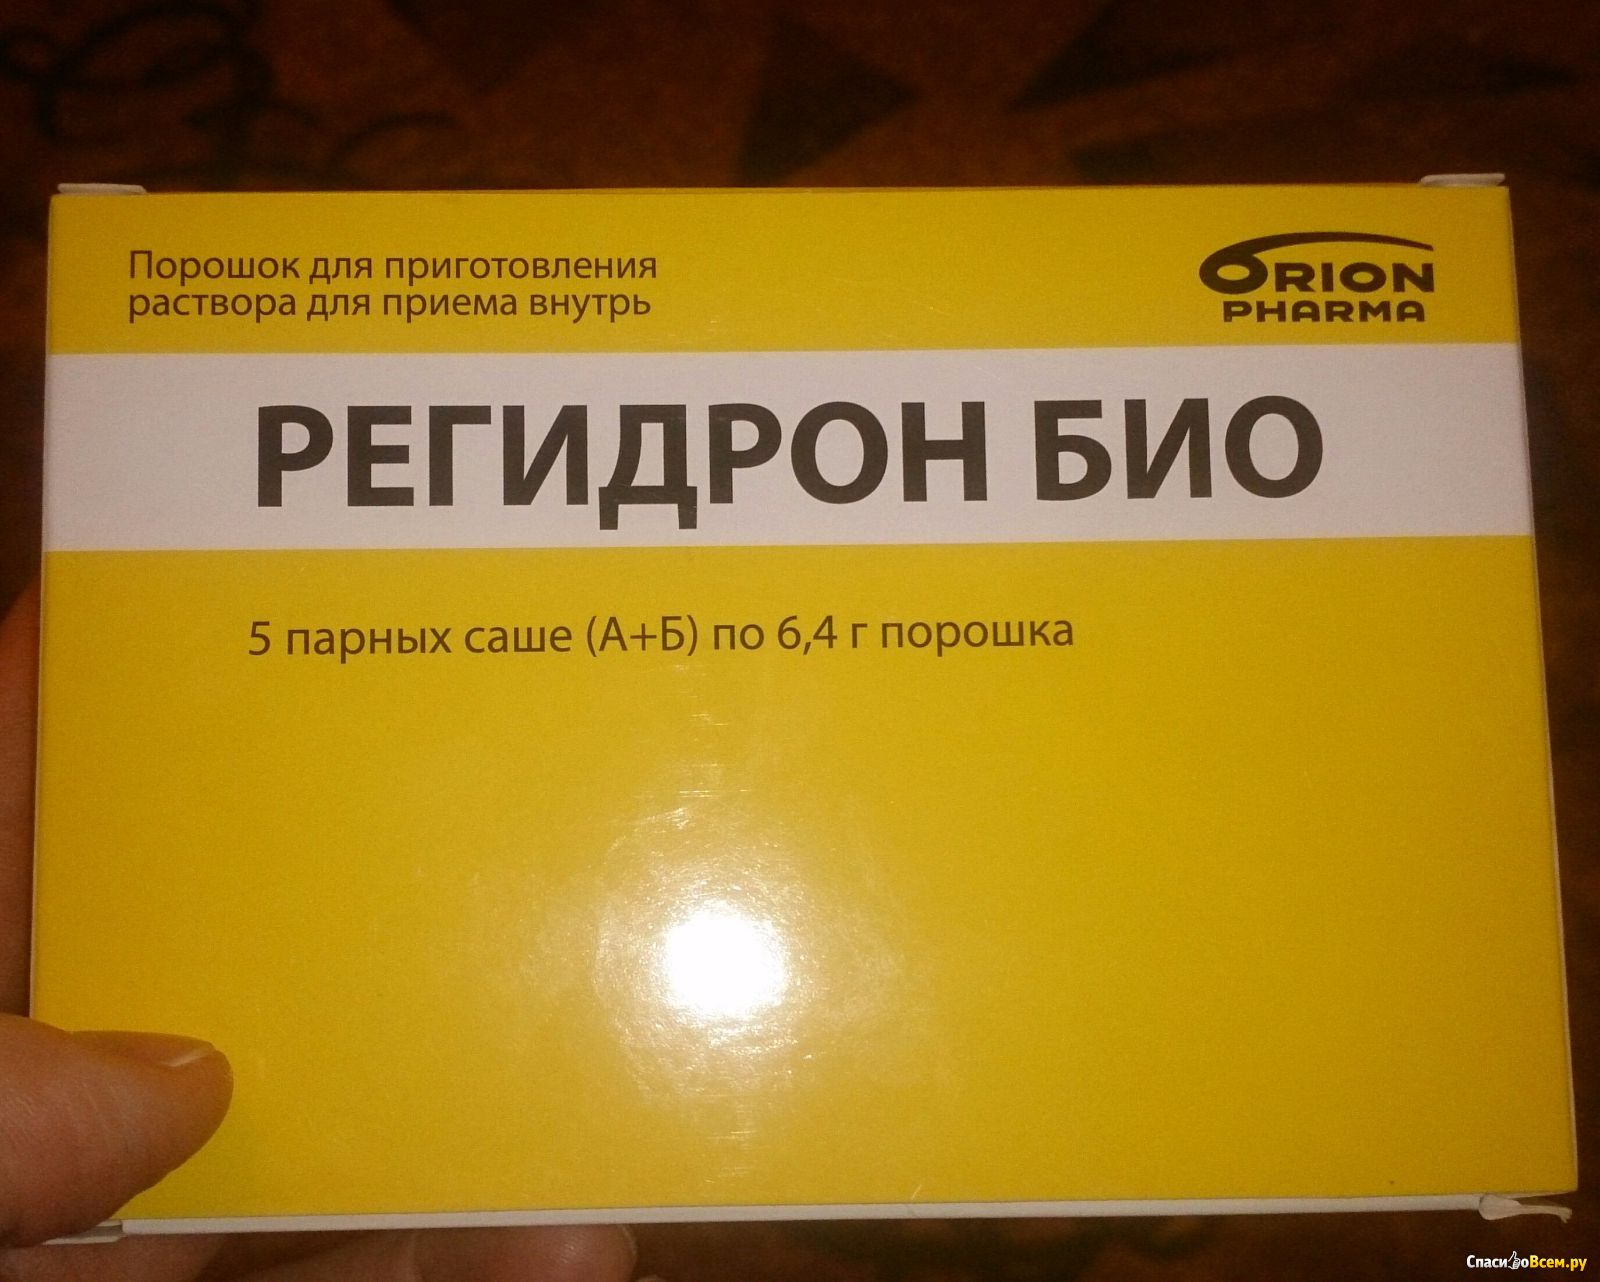 Порошок для приготовления
раствора для приема внутрь
ORION
PHARMA
РЕГИДРОН БИО
5 парных саше (А+Б) по 6,4 г порошка
СпасибоВсем.ру